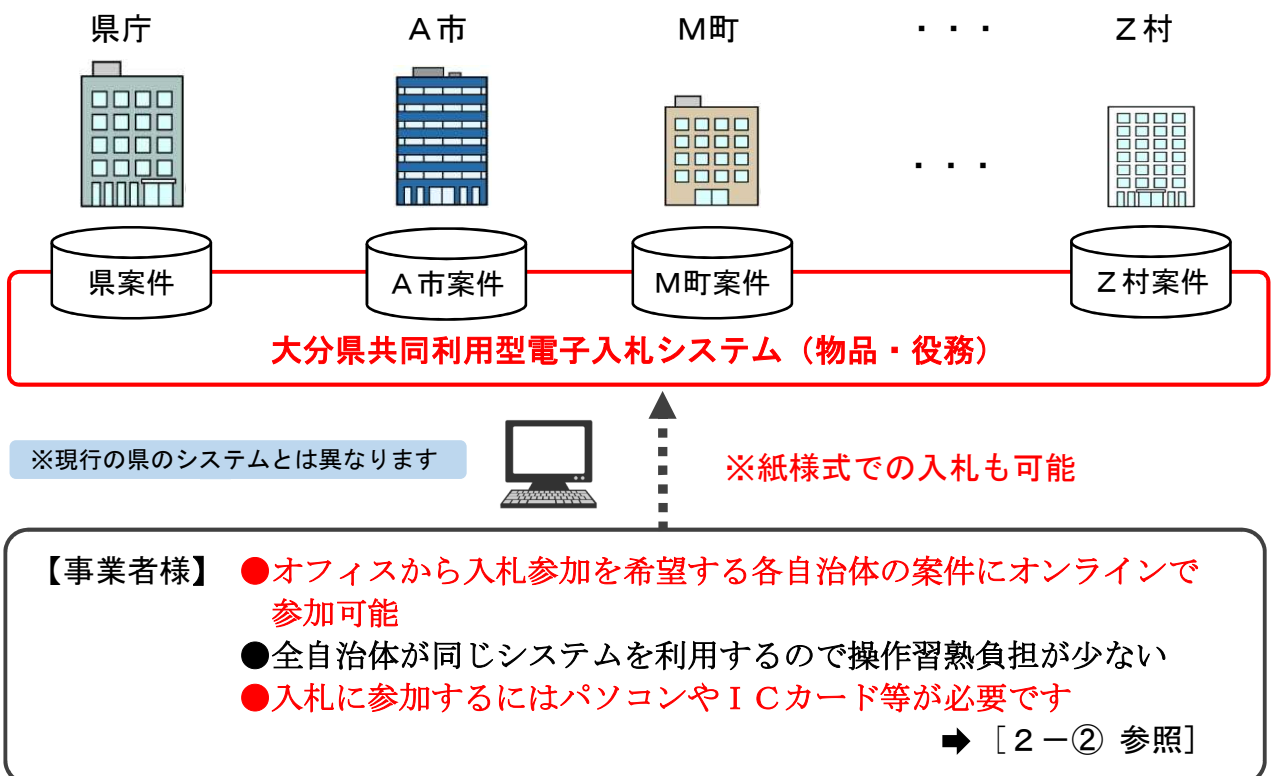 県庁 A市 M町 ・・・ Z村
・・・
県案件 A市案件 M町案件 Z村案件
大分県共同利用型電子入札システム（物品・役務）
※現行の県のシステムとは異なります
※紙様式での入札も可能
【事業者様】 ●オフィスから入札参加を希望する各自治体の案件にオンラインで
参加可能
●全自治体が同じシステムを利用するので操作習熟負担が少ない
●入札に参加するにはパソコンやＩＣカード等が必要です
➡ ［２－② 参照］